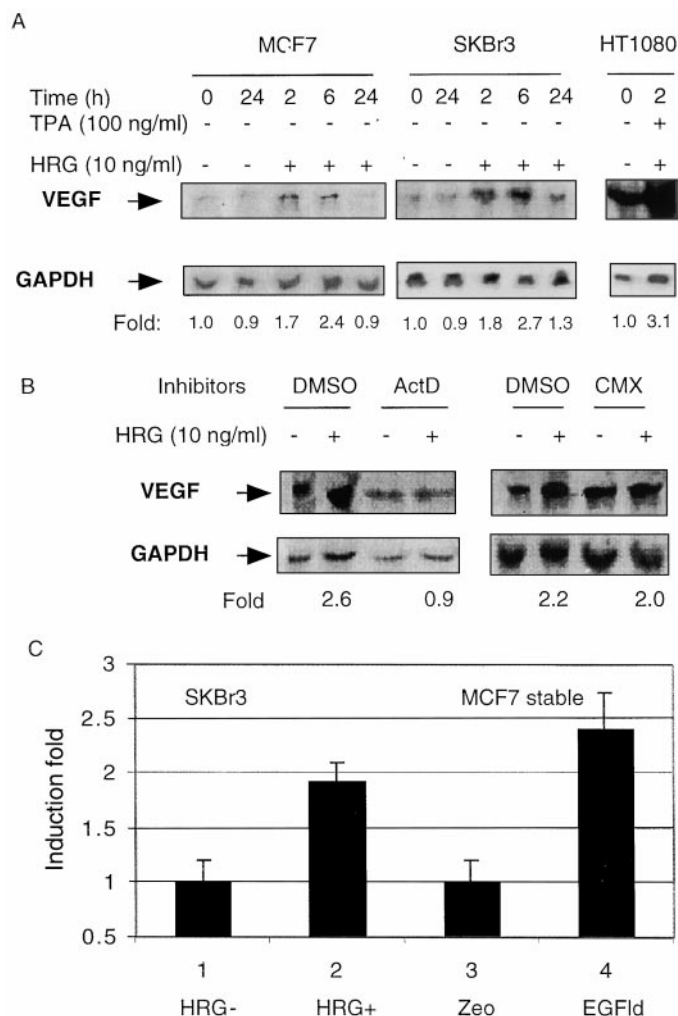 A
MCF7 SKBr3 HT1080
Time (h) 0 24 2 6 24 0 24 2 6 24 0 2
TPA (100 ng/ml) - - - - - - - - - - - +
HRG (10 ng/ml) - - + + + - - + + + - +
VEGF
GAPDH
Fold: 1.0 0.9 1.7 2.4 0.9 1.0 0.9 1.8 2.7 1.3 1.0 3.1
B
Inhibitors DMSO ActD DMSO CMX
HRG (10 ng/ml) - + - + - + - +
VEGF
GAPDH
Fold 2.6 0.9 2.2 2.0
C
Induction fold
3
2.5
2
1.5
1
0.5
SKBr3 MCF7 stable
1 2 3 4
HRG- HRG+ Zeo EGFld